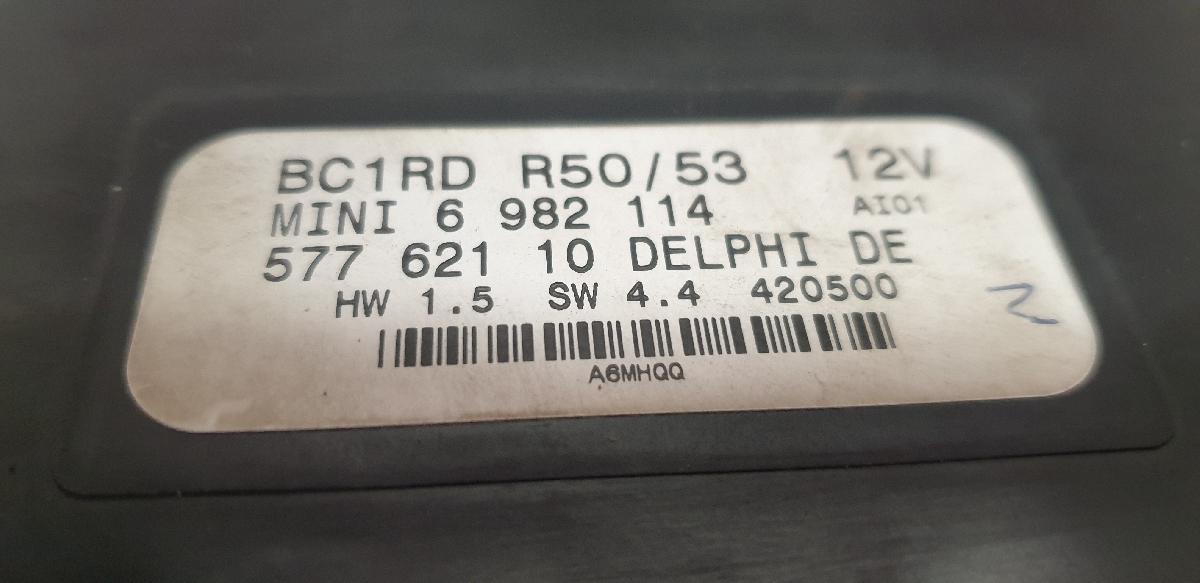 BC1RD R50/53 12V
MINI 6 982 114 AI01
577 621 10 DELPHI DE
HW 1.5 SW 4.4 420500
A6MHQQ